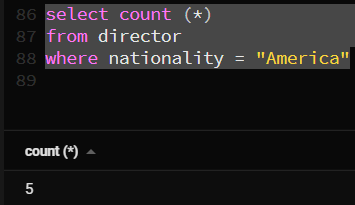 86 select count (*)
87 from director
88 where nationality = "America"
89
count (*)
5